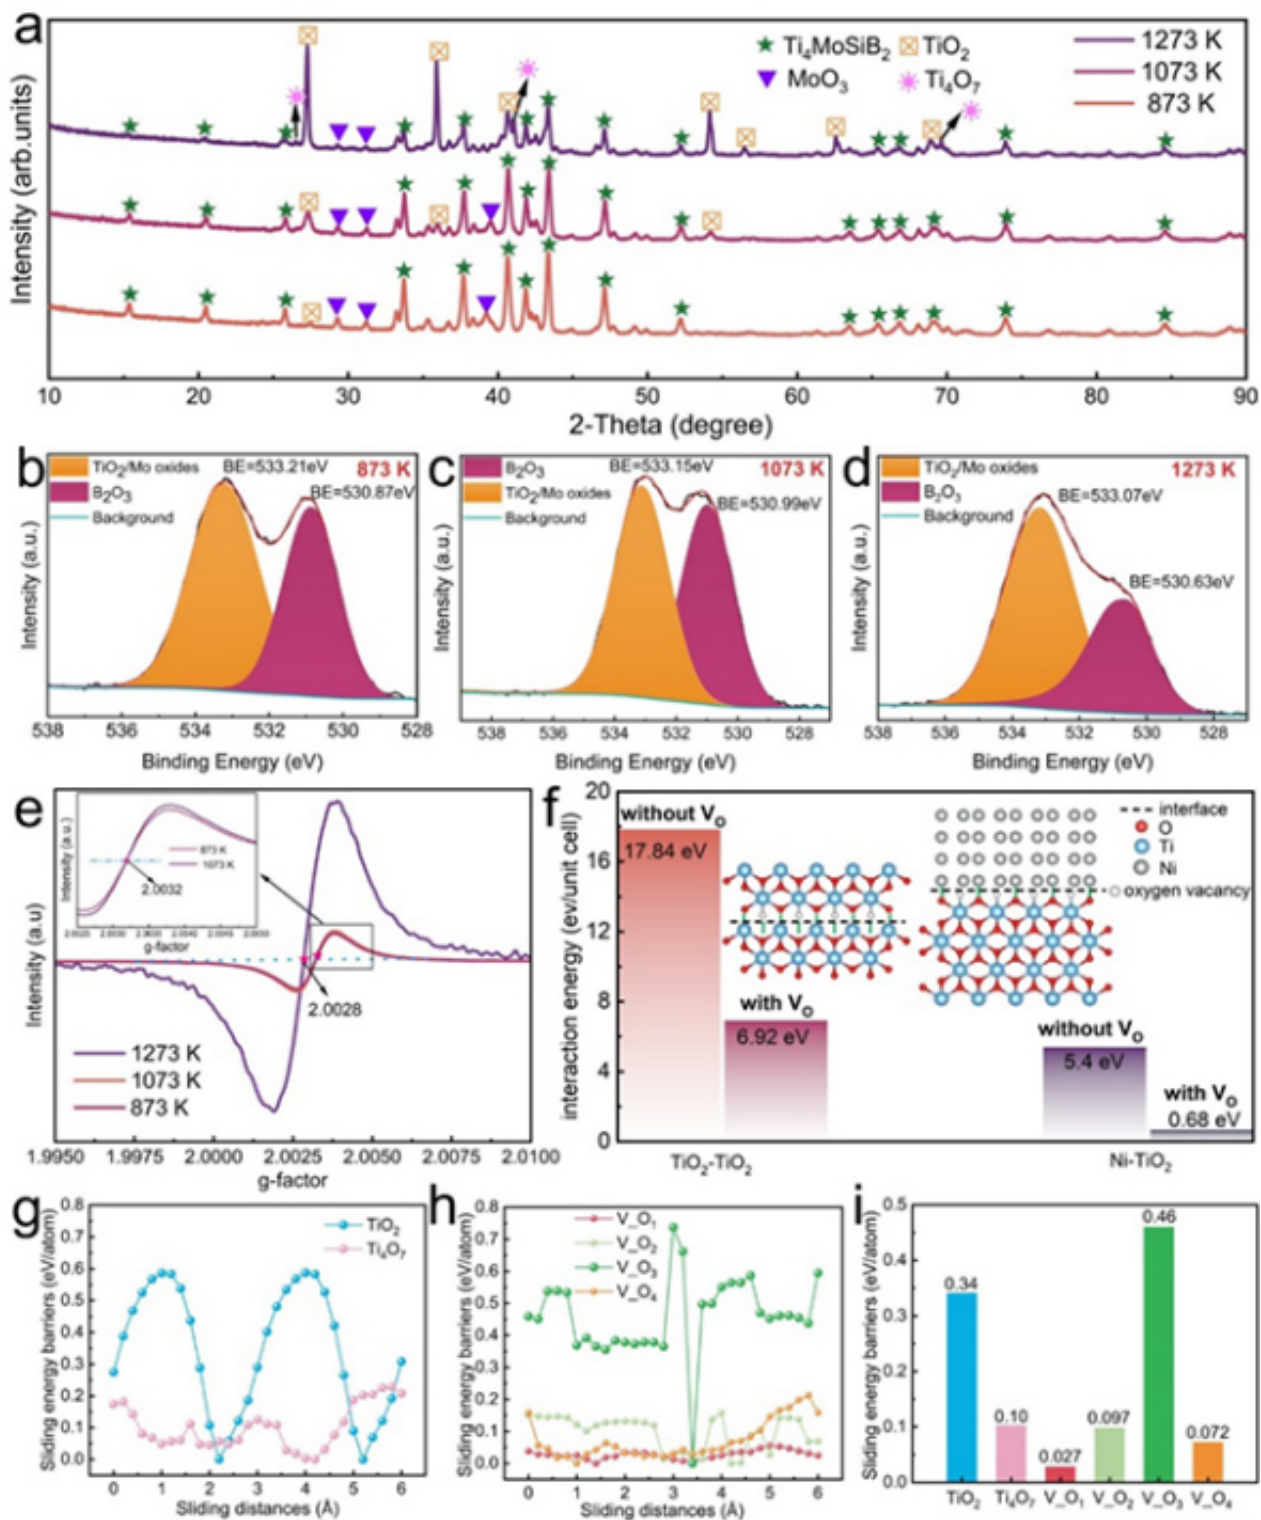 a
Ti₄MoSiB₂ TiO₂ 1273 K
MoO₃ Ti₄O₇ 1073 K
873 K
Intensity (arb.units)
10 20 30 40 50 60 70 80 90
2-Theta (degree)
b
TiO₂/Mo oxides BE=533.21eV 873 K
B₂O₃ BE=530.87eV
Background
Intensity (a.u.)
538 536 534 532 530 528
Binding Energy (eV)
c
B₂O₃ BE=533.15eV 1073 K
TiO₂/Mo oxides BE=530.99eV
Background
Intensity (a.u.)
538 536 534 532 530 528
Binding Energy (eV)
d
TiO₂/Mo oxides 1273 K
B₂O₃ BE=533.07eV
Background
BE=530.63eV
Intensity (a.u.)
538 536 534 532 530 528
Binding Energy (eV)
e
Intensity (a.u.)
873 K
1073 K
2.0032
g-factor
2.0028
1273 K
1073 K
873 K
Intensity (a.u)
1.9950 1.9975 2.0000 2.0025 2.0050 2.0075 2.0100
g-factor
f
interaction energy (ev/unit cell)
20
16
12
8
4
0
without V_O
17.84 eV
with V_O
6.92 eV
without V_O
5.4 eV
with V_O
0.68 eV
interface
O
Ti
Ni
oxygen vacancy
TiO₂-TiO₂ Ni-TiO₂
g
TiO₂
Ti₄O₇
Sliding energy barriers (eV/atom)
0.8
0.7
0.6
0.5
0.4
0.3
0.2
0.1
0.0
0 1 2 3 4 5 6
Sliding distances (Å)
h
V_O₁
V_O₂
V_O₃
V_O₄
Sliding energy barriers (eV/atom)
0.8
0.7
0.6
0.5
0.4
0.3
0.2
0.1
0.0
0 1 2 3 4 5 6
Sliding distances (Å)
i
Sliding energy barriers (eV/atom)
0.5
0.4
0.3
0.2
0.1
0.0
0.34
0.10
0.027
0.097
0.46
0.072
TiO₂ Ti₄O₇ V_O₁ V_O₂ V_O₃ V_O₄